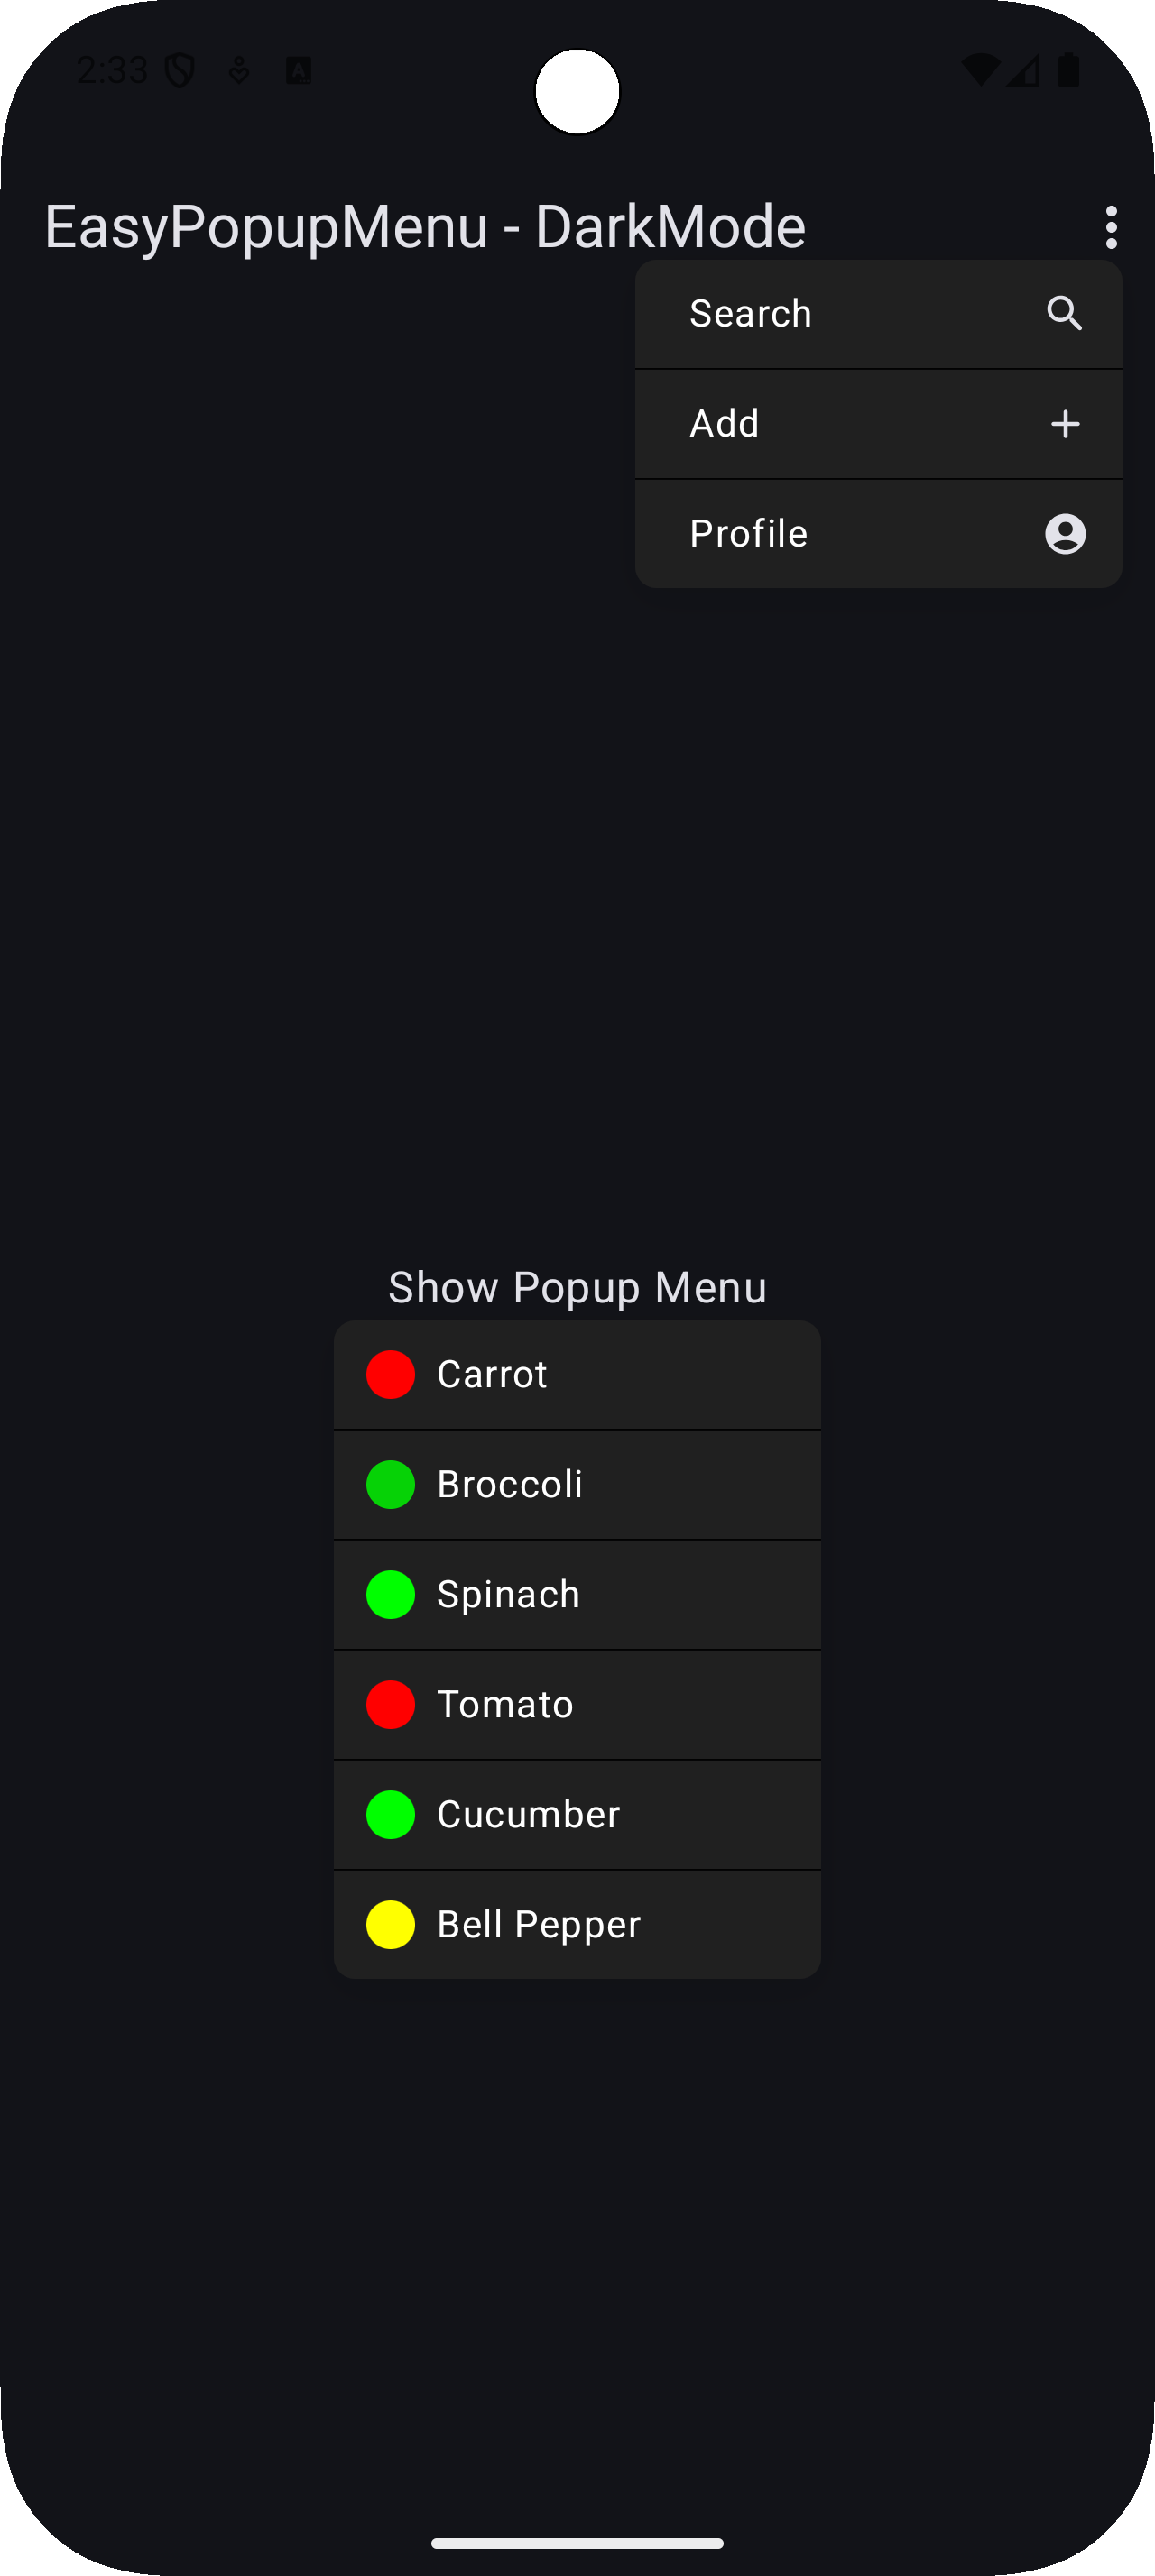 2:33
EasyPopupMenu - DarkMode
Search
Add
Profile
Show Popup Menu
Carrot
Broccoli
Spinach
Tomato
Cucumber
Bell Pepper